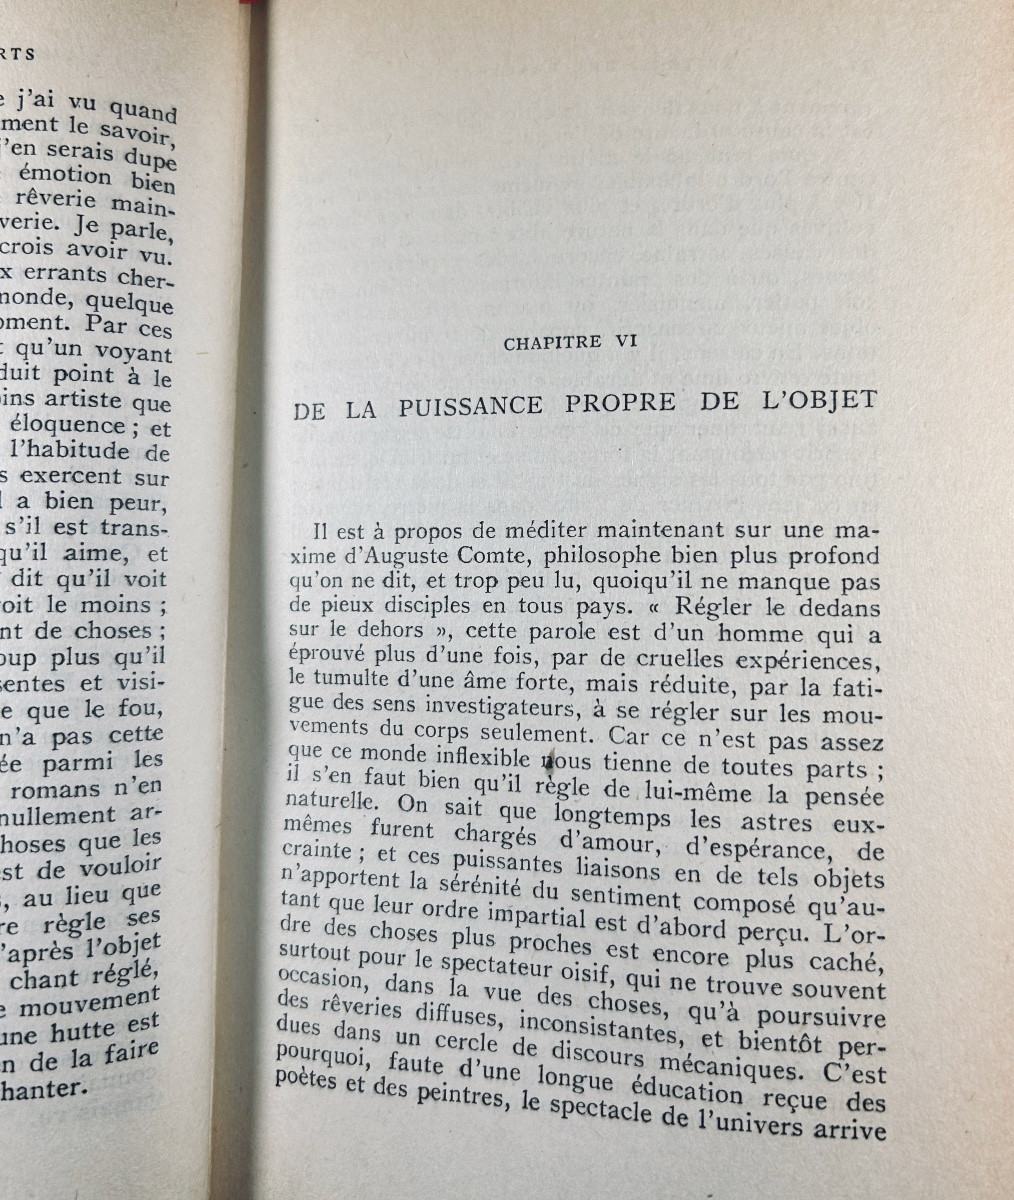 RTS
j'ai vu quand
ment le savoir,
j'en serais dupe
émotion bien
rêverie main-
verie. Je parle,
crois avoir vu.
x errants cher-
monde, quelque
oment. Par ces
qu'un voyant
duit point à le
oins artiste que
éloquence ; et
l'habitude de
s exercent sur
a bien peur,
s'il est trans-
qu'il aime, et
dit qu'il voit
voit le moins ;
nt de choses ;
oup plus qu'il
sentes et visi-
e que le fou,
n'a pas cette
ée parmi les
romans n'en
nullement ar-
choses que les
st de vouloir
, au lieu que
re règle ses
d'après l'objet
chant réglé,
e mouvement
une hutte est
n de la faire
hanter.
CHAPITRE VI
DE LA PUISSANCE PROPRE DE L'OBJET
Il est à propos de méditer maintenant sur une ma-
xime d'Auguste Comte, philosophe bien plus profond
qu'on ne dit, et trop peu lu, quoiqu'il ne manque pas
de pieux disciples en tous pays. « Régler le dedans
sur le dehors », cette parole est d'un homme qui a
éprouvé plus d'une fois, par de cruelles expériences,
le tumulte d'une âme forte, mais réduite, par la fati-
gue des sens investigateurs, à se régler sur les mou-
vements du corps seulement. Car ce n'est pas assez
que ce monde inflexible nous tienne de toutes parts ;
il s'en faut bien qu'il règle de lui-même la pensée
naturelle. On sait que longtemps les astres eux-
mêmes furent chargés d'amour, d'espérance, de
crainte ; et ces puissantes liaisons en de tels objets
n'apportent la sérénité du sentiment composé qu'au-
tant que leur ordre impartial est d'abord perçu. L'or-
dre des choses plus proches est encore plus caché,
surtout pour le spectateur oisif, qui ne trouve souvent
occasion, dans la vue des choses, qu'à poursuivre
des rêveries diffuses, inconsistantes, et bientôt per-
dues dans un cercle de discours mécaniques. C'est
pourquoi, faute d'une longue éducation reçue des
poètes et des peintres, le spectacle de l'univers arrive